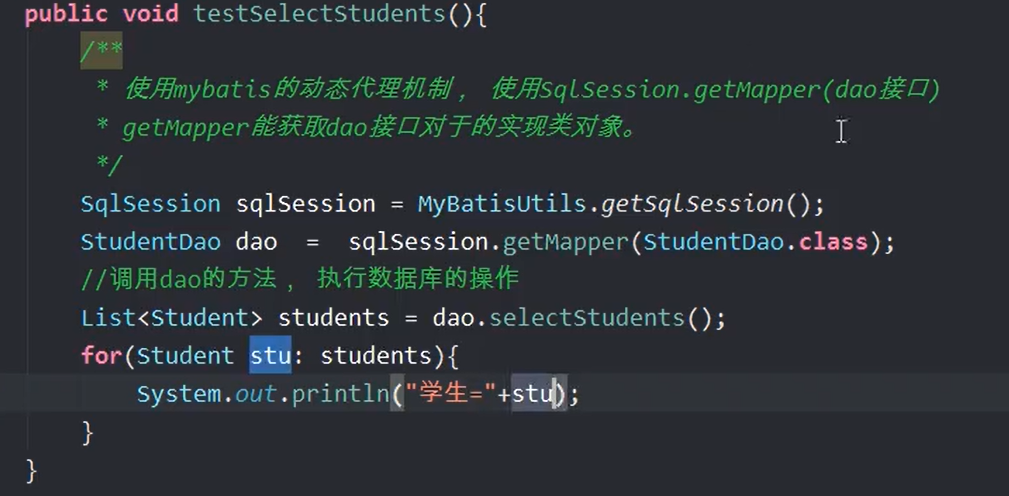 public void testSelectStudents(){
/**
* 使用mybatis的动态代理机制， 使用SqlSession.getMapper(dao接口)
* getMapper能获取dao接口对于的实现类对象。
*/
SqlSession sqlSession = MyBatisUtils.getSqlSession();
StudentDao dao  =  sqlSession.getMapper(StudentDao.class);
//调用dao的方法， 执行数据库的操作
List<Student> students = dao.selectStudents();
for(Student stu: students){
System.out.println("学生="+stu);
}
}